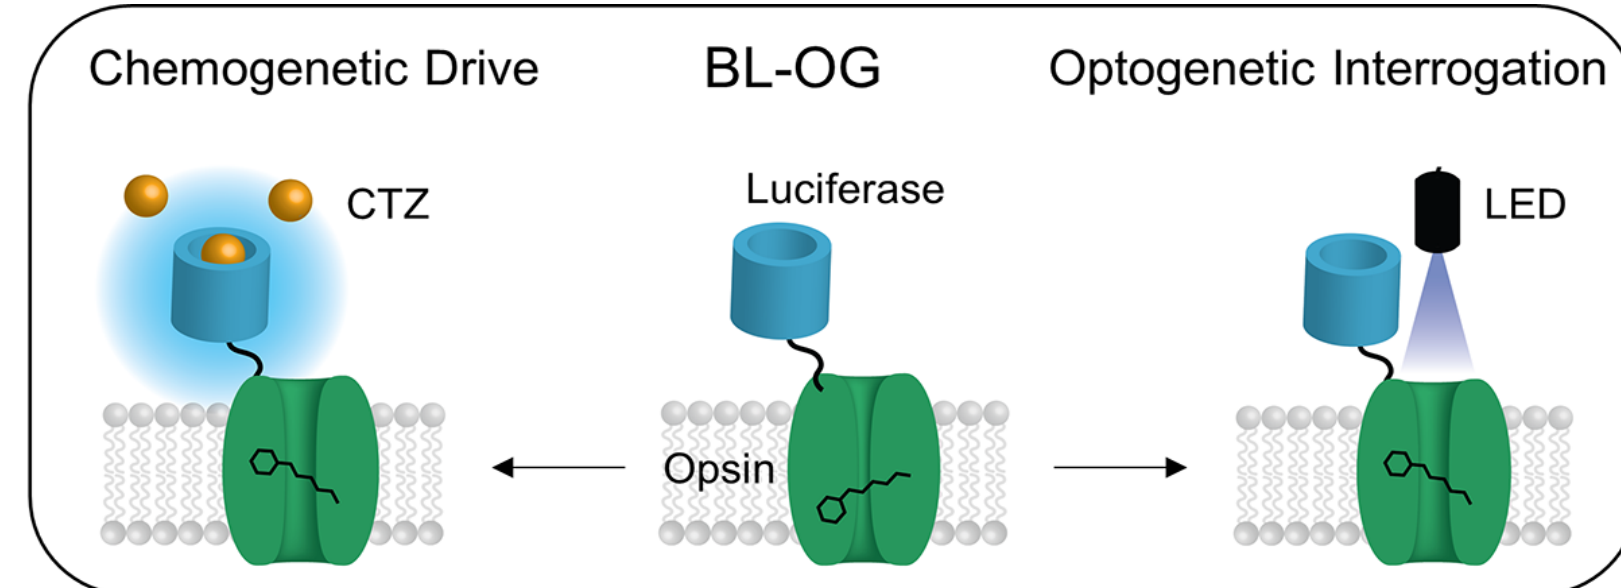 Chemogenetic Drive
BL-OG
Optogenetic Interrogation
CTZ
Luciferase
LED
Opsin